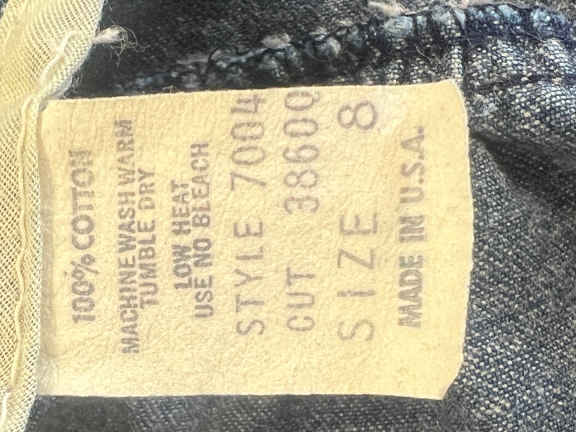 100% COTTON
MACHINE WASH WARM
TUMBLE DRY
LOW HEAT
USE NO BLEACH
STYLE 7004
CUT 38600
SIZE 8
MADE IN U.S.A.